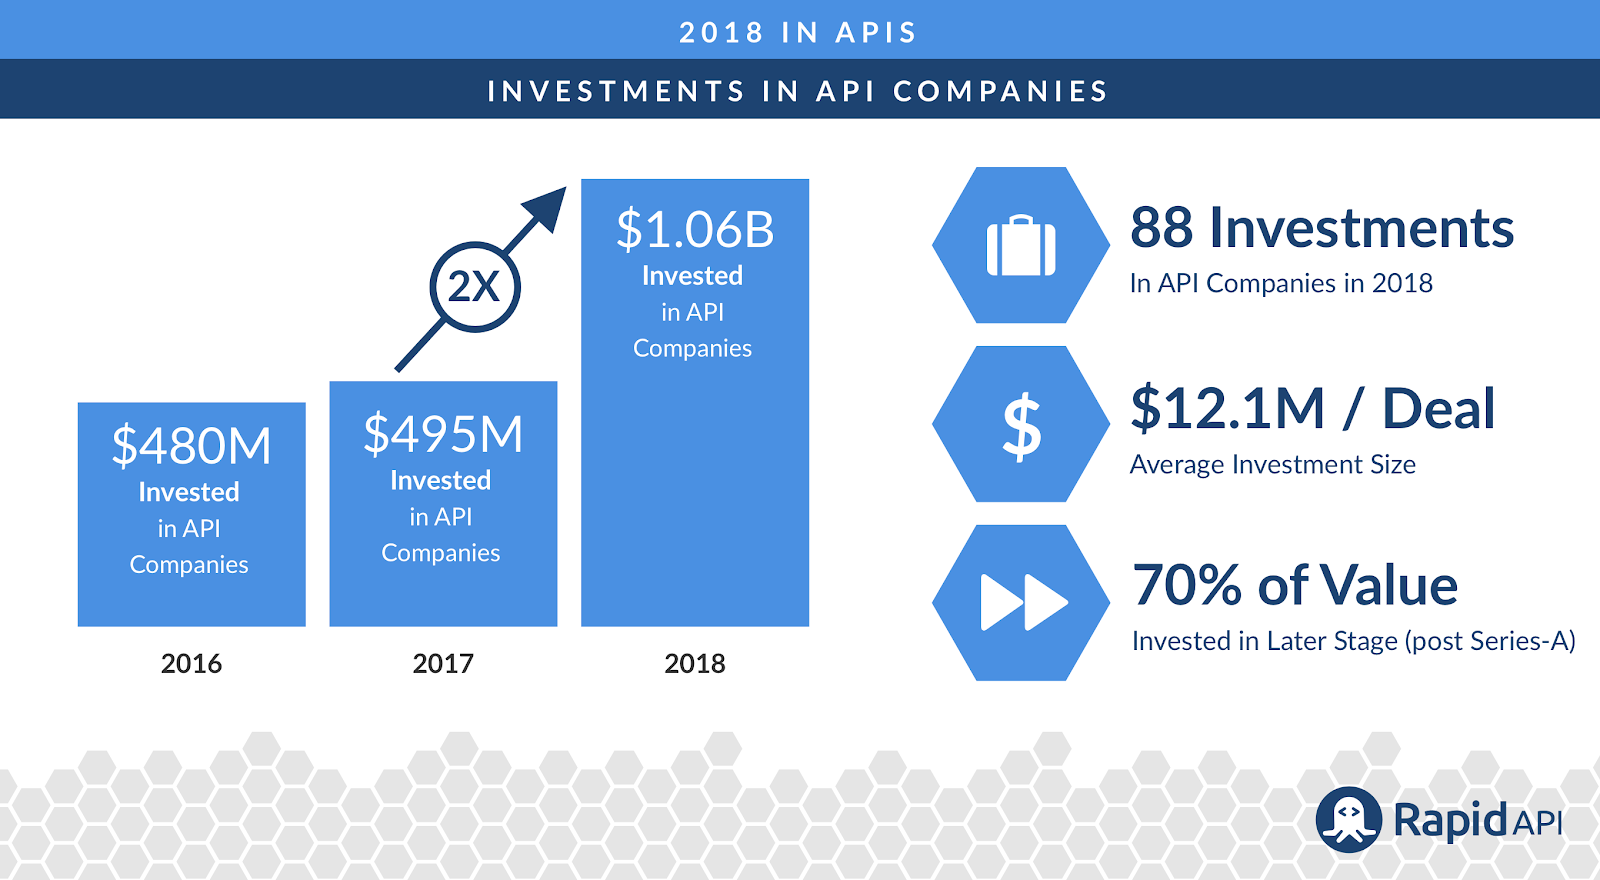 2018 IN APIS
INVESTMENTS IN API COMPANIES
$480M
Invested
in API
Companies
2016
$495M
Invested
in API
Companies
2017
2X
$1.06B
Invested
in API
Companies
2018
88 Investments
In API Companies in 2018
$
$12.1M / Deal
Average Investment Size
70% of Value
Invested in Later Stage (post Series-A)
Rapid API